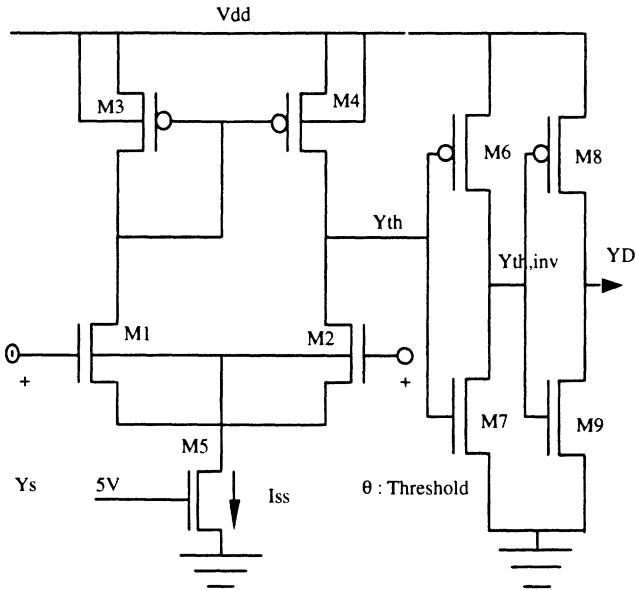 Vdd
M3
M4
M6
M8
Yth
Yth,inv
YD
M1
M2
+
+
M7
M9
M5
Ys
5V
Iss
θ : Threshold